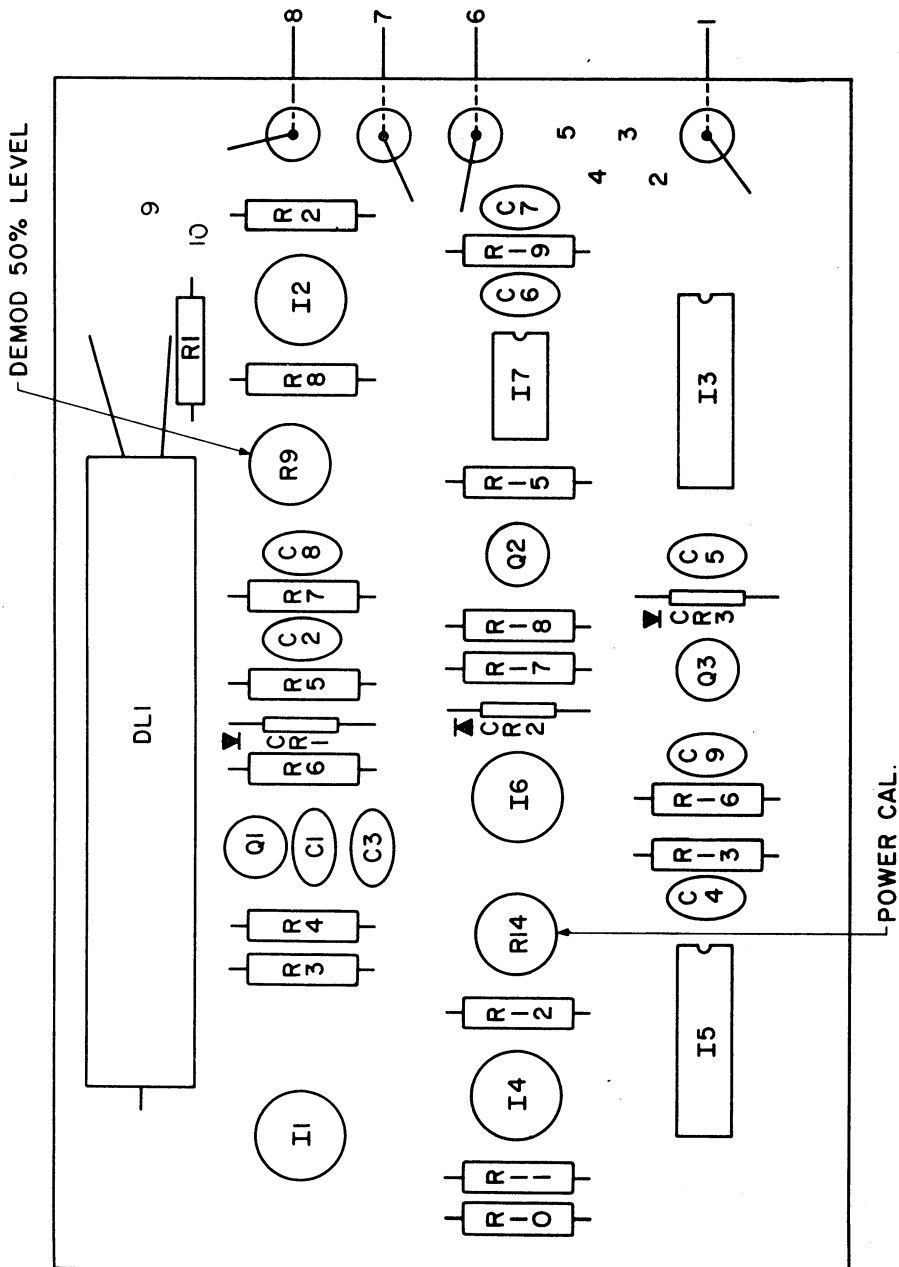 DEMOD 50% LEVEL
DL1
9
R1
10
I1
R3
R4
Q1
C1
C3
R6
CR1
R5
C2
R7
C8
R9
R8
I2
R2
8
7
R10
R11
I4
R12
R14
I6
CR2
R17
R18
Q2
R15
I7
C6
R19
C7
6
5
4
3
2
I5
C4
R13
R16
C9
Q3
CR3
C5
I3
1
POWER CAL.